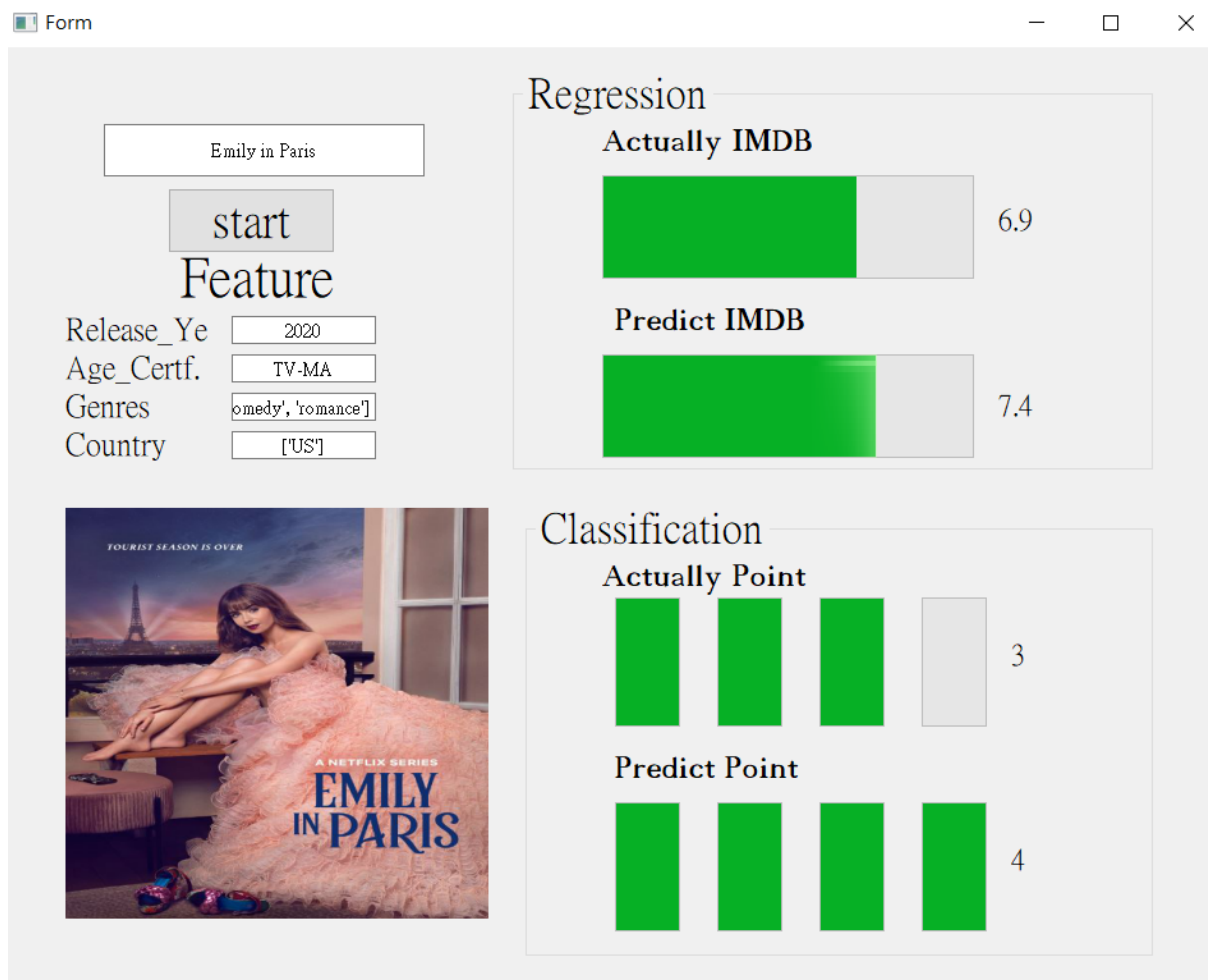 Form
Emily in Paris
start
Feature
Release_Ye
2020
Age_Certf.
TV-MA
Genres
omedy', 'romance']
Country
['US']
TOURIST SEASON IS OVER
A NETFLIX SERIES
EMILY
IN PARIS
Regression
Actually IMDB
6.9
Predict IMDB
7.4
Classification
Actually Point
3
Predict Point
4